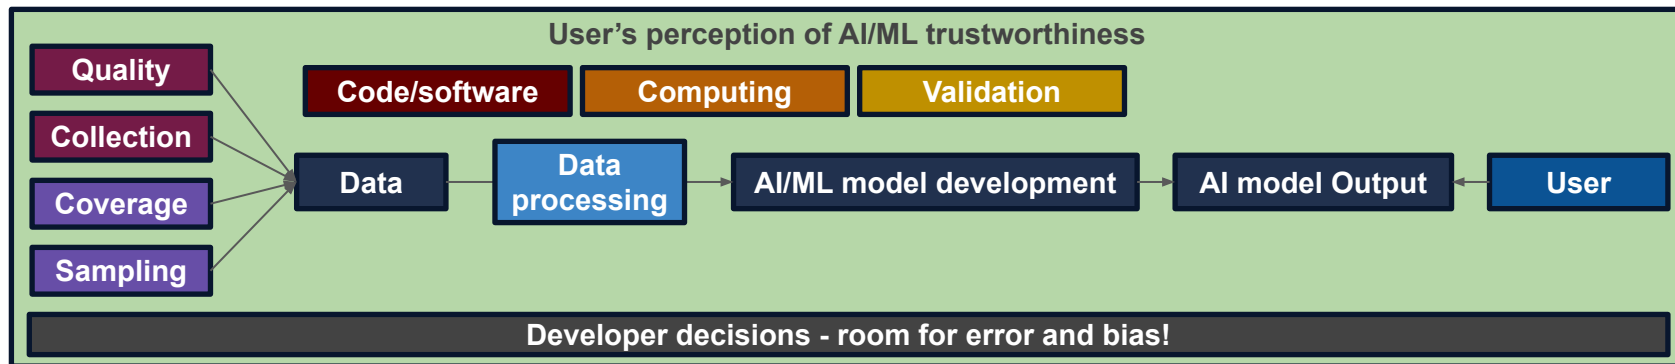 User’s perception of AI/ML trustworthiness
Quality
Collection
Coverage
Sampling
Code/software
Computing
Validation
Data
Data
processing
AI/ML model development
AI model Output
User
Developer decisions - room for error and bias!